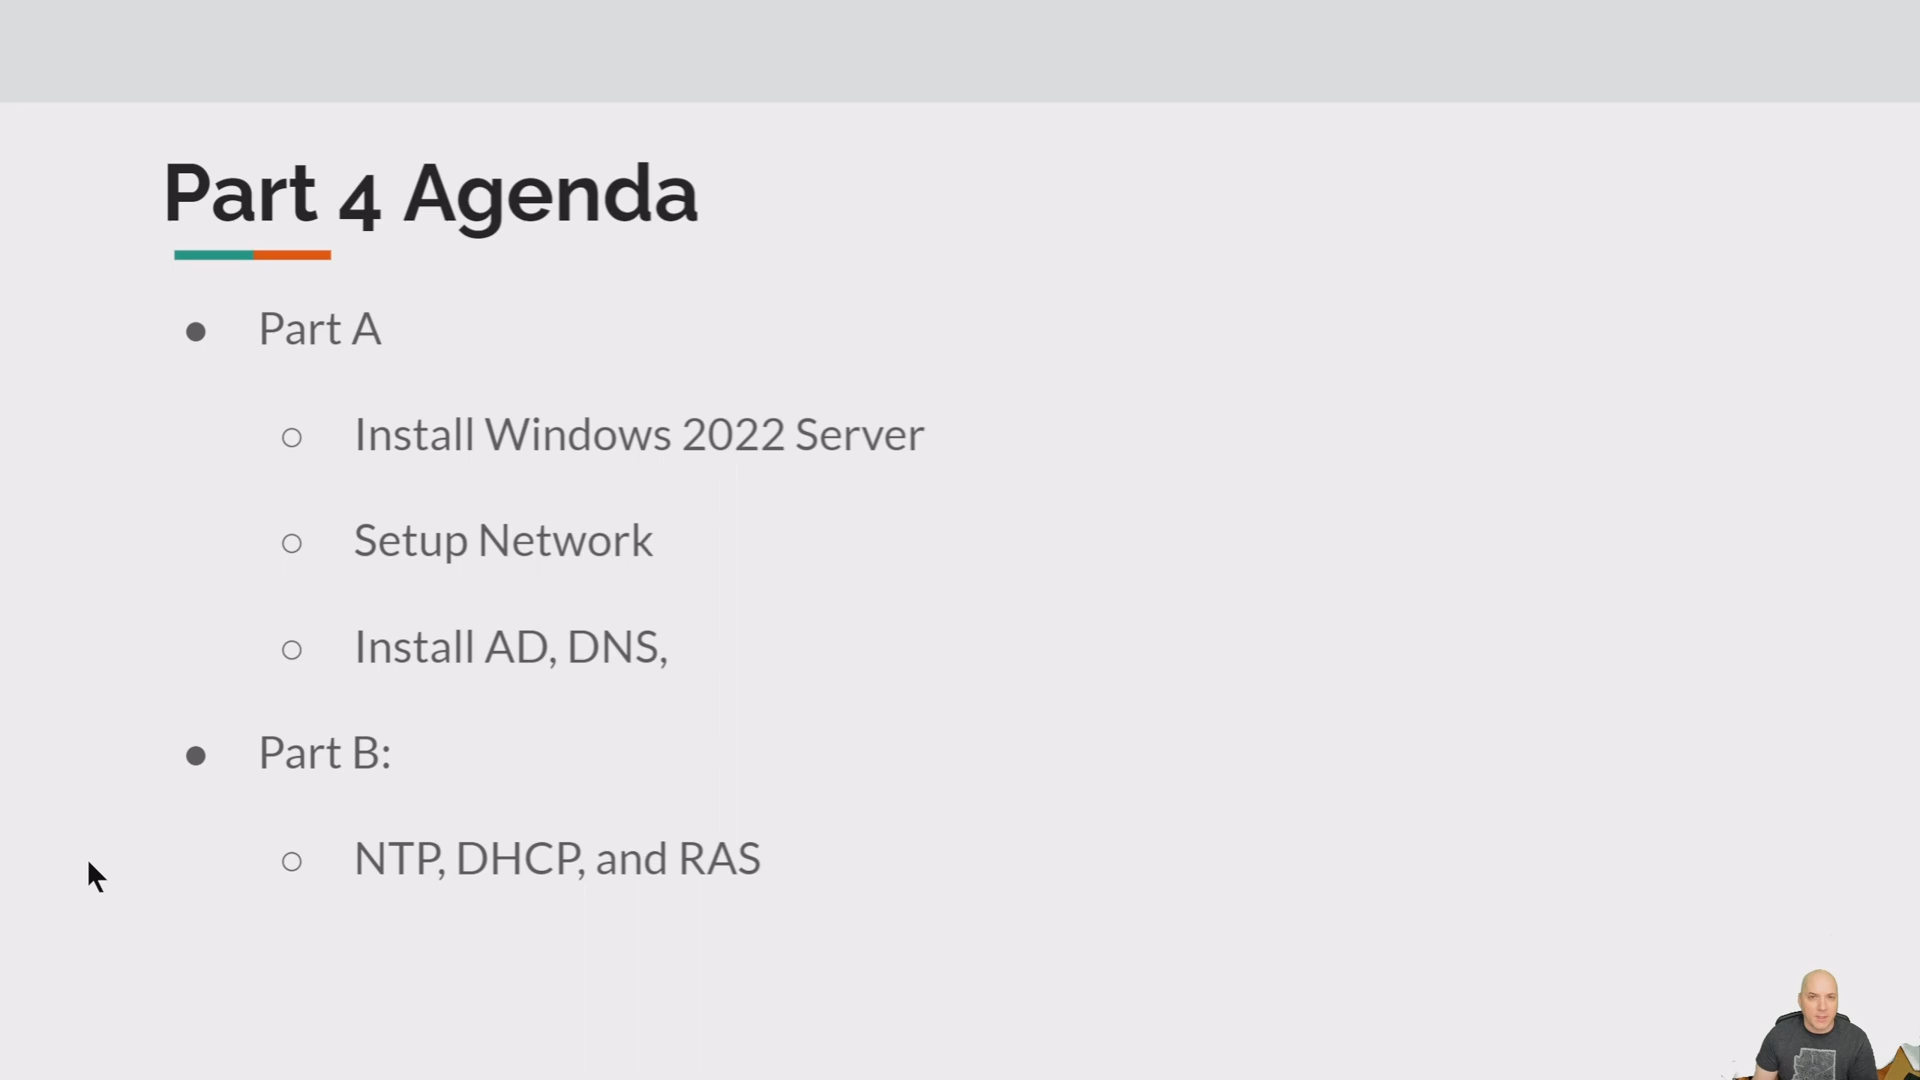 Part 4 Agenda
● Part A
○ Install Windows 2022 Server
○ Setup Network
○ Install AD, DNS,
● Part B:
○ NTP, DHCP, and RAS